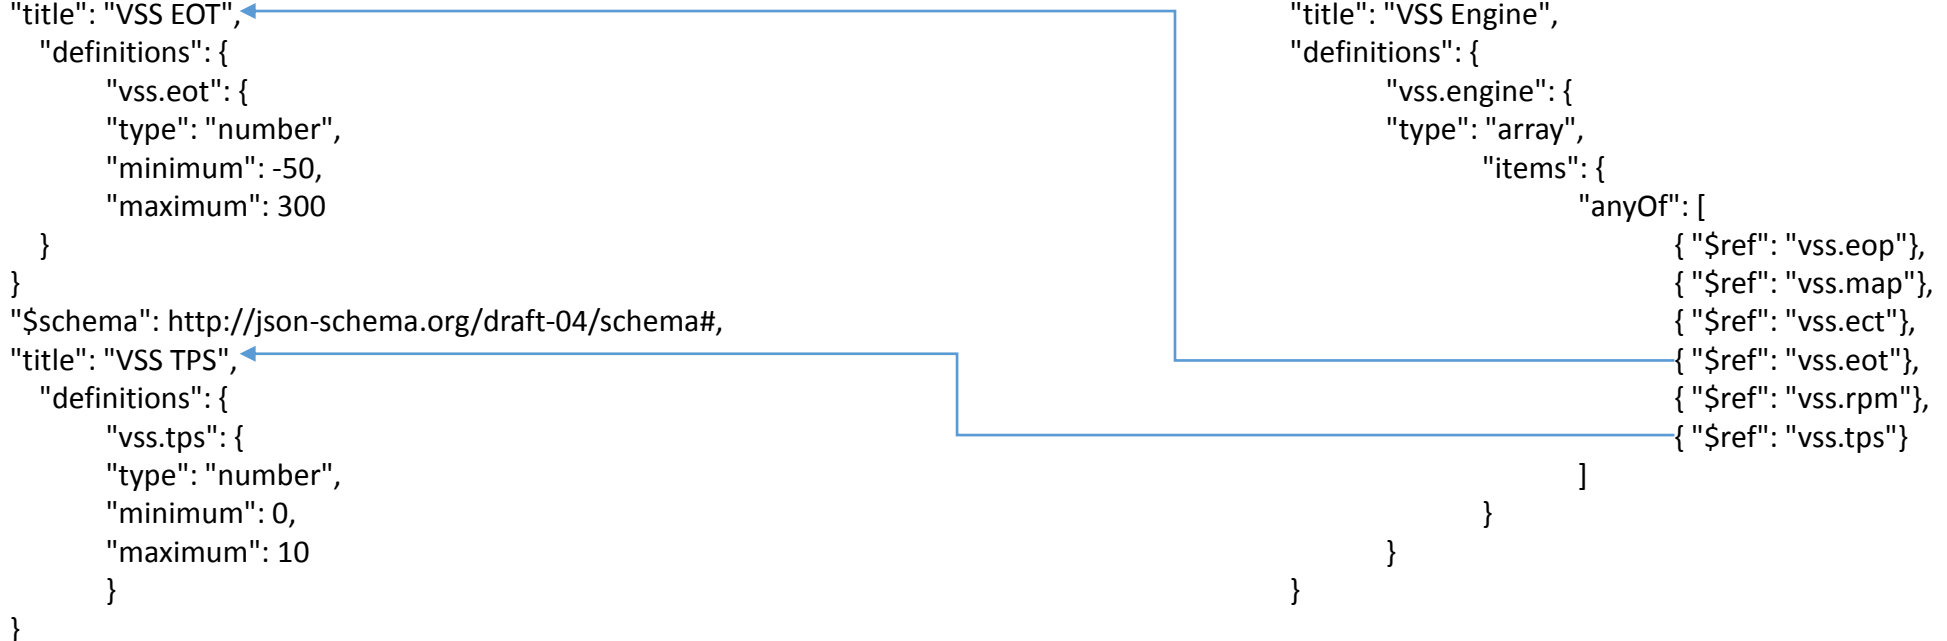 "title": "VSS EOT",
"definitions": {
"vss.eot": {
"type": "number",
"minimum": -50,
"maximum": 300
}
}
"$schema": http://json-schema.org/draft-04/schema#,
"title": "VSS TPS",
"definitions": {
"vss.tps": {
"type": "number",
"minimum": 0,
"maximum": 10
}
}
"title": "VSS Engine",
"definitions": {
"vss.engine": {
"type": "array",
"items": {
"anyOf": [
{ "$ref": "vss.eop"},
{ "$ref": "vss.map"},
{ "$ref": "vss.ect"},
{ "$ref": "vss.eot"},
{ "$ref": "vss.rpm"},
{ "$ref": "vss.tps"}
]
}
}
}